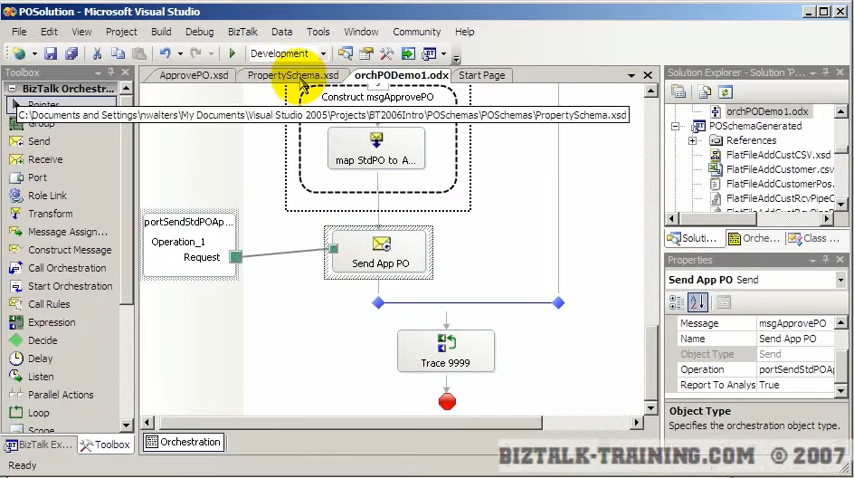 POSolution - Microsoft Visual Studio
File Edit View Project Build Debug BizTalk Data Tools Window Community Help
Development
Toolbox
ApprovePO.xsd PropertySchema.xsd orchPODemo1.odx Start Page
Solution Explorer - Solution 'P...
BizTalk Orchestr...
Pointer
C:\Documents and Settings\nwalters\My Documents\Visual Studio 2005\Projects\BT2006Intro\POSchemas\POSchemas\PropertySchema.xsd
Group
Send
Receive
Port
Role Link
Transform
Message Assign...
Construct Message
Call Orchestration
Start Orchestration
Call Rules
Expression
Decide
Delay
Listen
Parallel Actions
Loop
Scope
BizTalk Ex...
Toolbox
Construct msgApprovePO
map StdPO to A...
portSendStdPOAp...
Operation_1
Request
Send App PO
Trace 9999
Orchestration
orchPODemo1.odx
POSchemaGenerated
References
FlatFileAddCustCSV.xsd
FlatFileAddCustomer.csv
FlatFileAddCustomerPos.
FlatFileAddCustRcvPipeC
Soluti...
Orche...
Class ...
Properties
Send App PO Send
Message msgApprovePO
Name Send App PO
Object Type Send
Operation portSendStdPOA
Report To Analys True
Object Type
Specifies the orchestration object type.
Ready
BIZTALK-TRAINING.COM © 2007